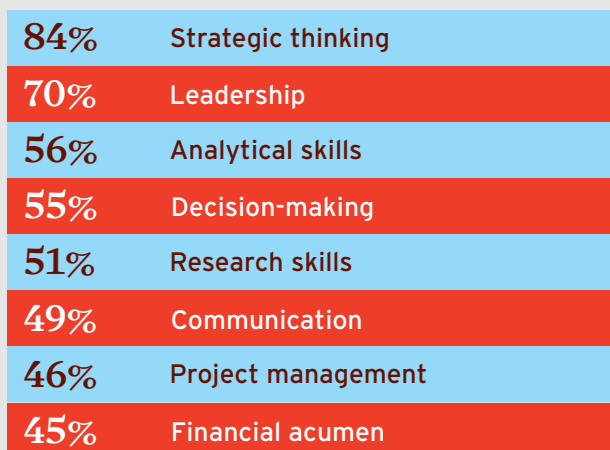 84% Strategic thinking
70% Leadership
56% Analytical skills
55% Decision-making
51% Research skills
49% Communication
46% Project management
45% Financial acumen